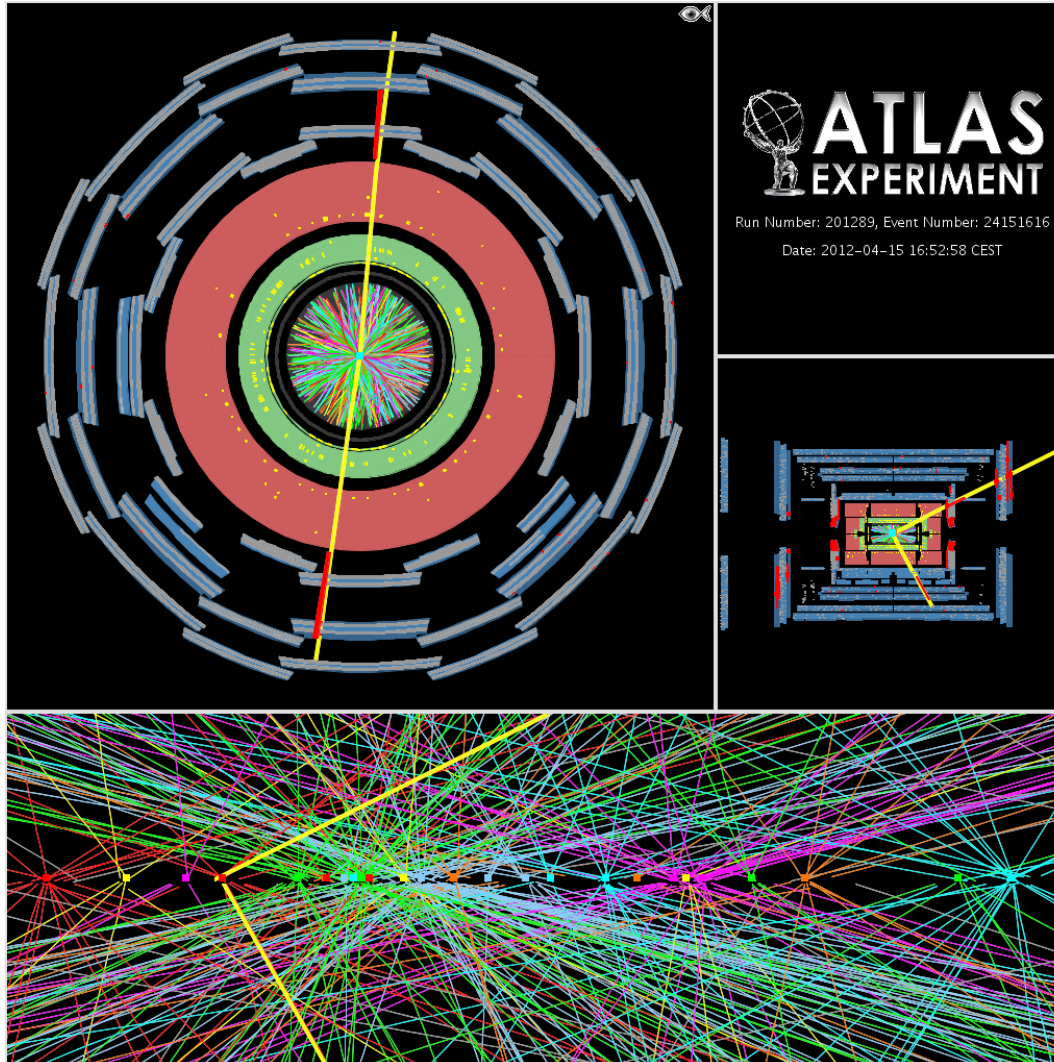 ATLAS
EXPERIMENT
Run Number: 201289, Event Number: 24151616
Date: 2012-04-15 16:52:58 CEST